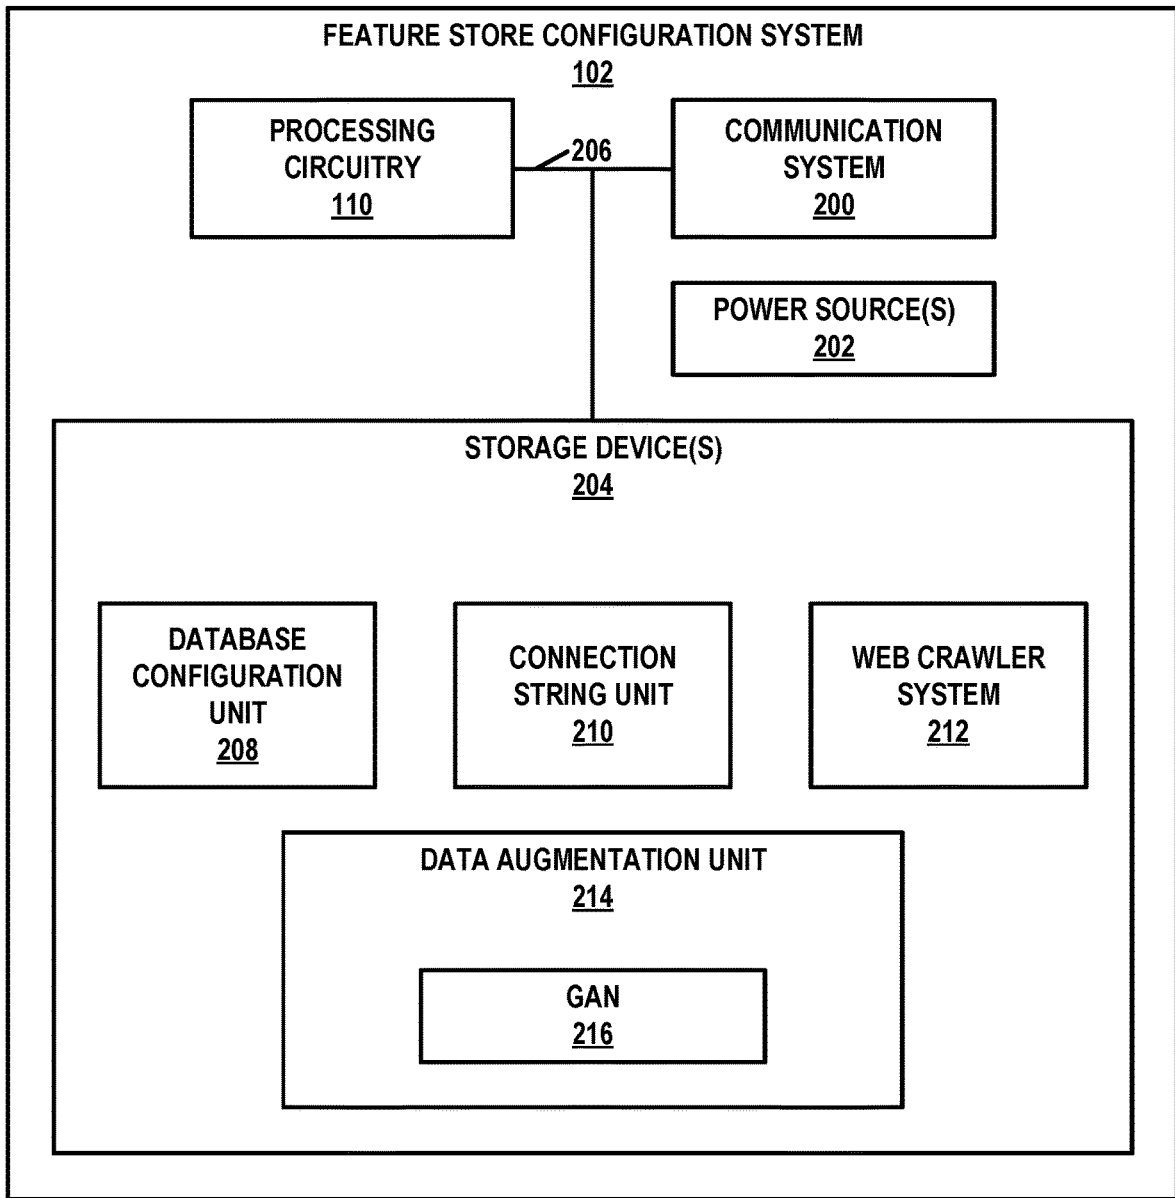 FEATURE STORE CONFIGURATION SYSTEM
102
PROCESSING
CIRCUITRY
110
206
COMMUNICATION
SYSTEM
200
POWER SOURCE(S)
202
STORAGE DEVICE(S)
204
DATABASE
CONFIGURATION
UNIT
208
CONNECTION
STRING UNIT
210
WEB CRAWLER
SYSTEM
212
DATA AUGMENTATION UNIT
214
GAN
216